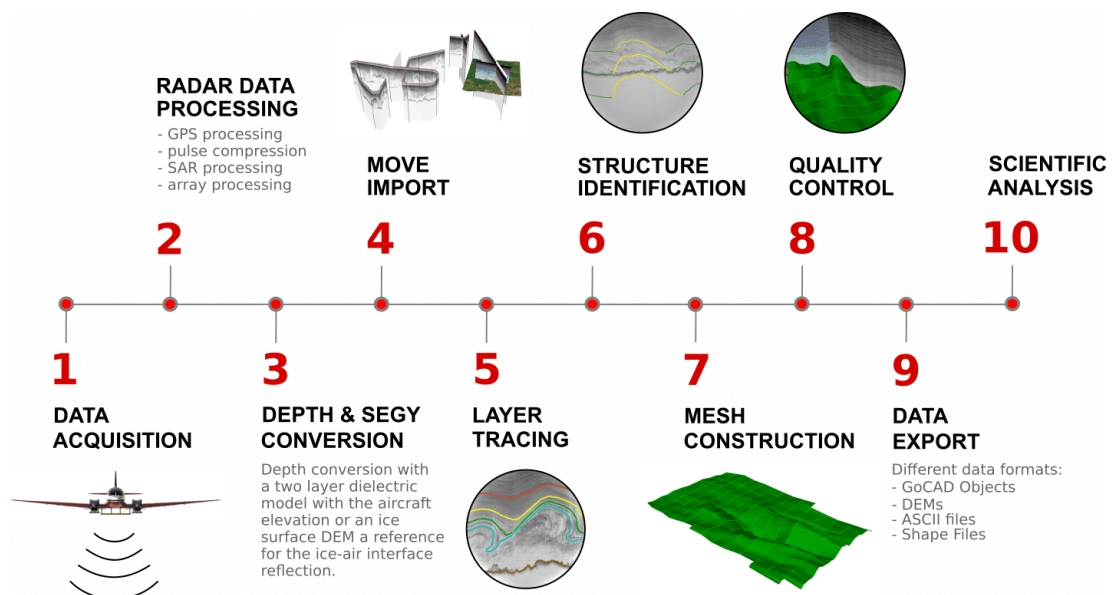 RADAR DATA
PROCESSING
- GPS processing
- pulse compression
- SAR processing
- array processing
2
MOVE
IMPORT
4
STRUCTURE
IDENTIFICATION
6
QUALITY
CONTROL
8
SCIENTIFIC
ANALYSIS
10
1
DATA
ACQUISITION
3
DEPTH & SEGY
CONVERSION
Depth conversion with
a two layer dielectric
model with the aircraft
elevation or an ice
surface DEM a reference
for the ice-air interface
reflection.
5
LAYER
TRACING
7
MESH
CONSTRUCTION
9
DATA
EXPORT
Different data formats:
- GoCAD Objects
- DEMs
- ASCII files
- Shape Files